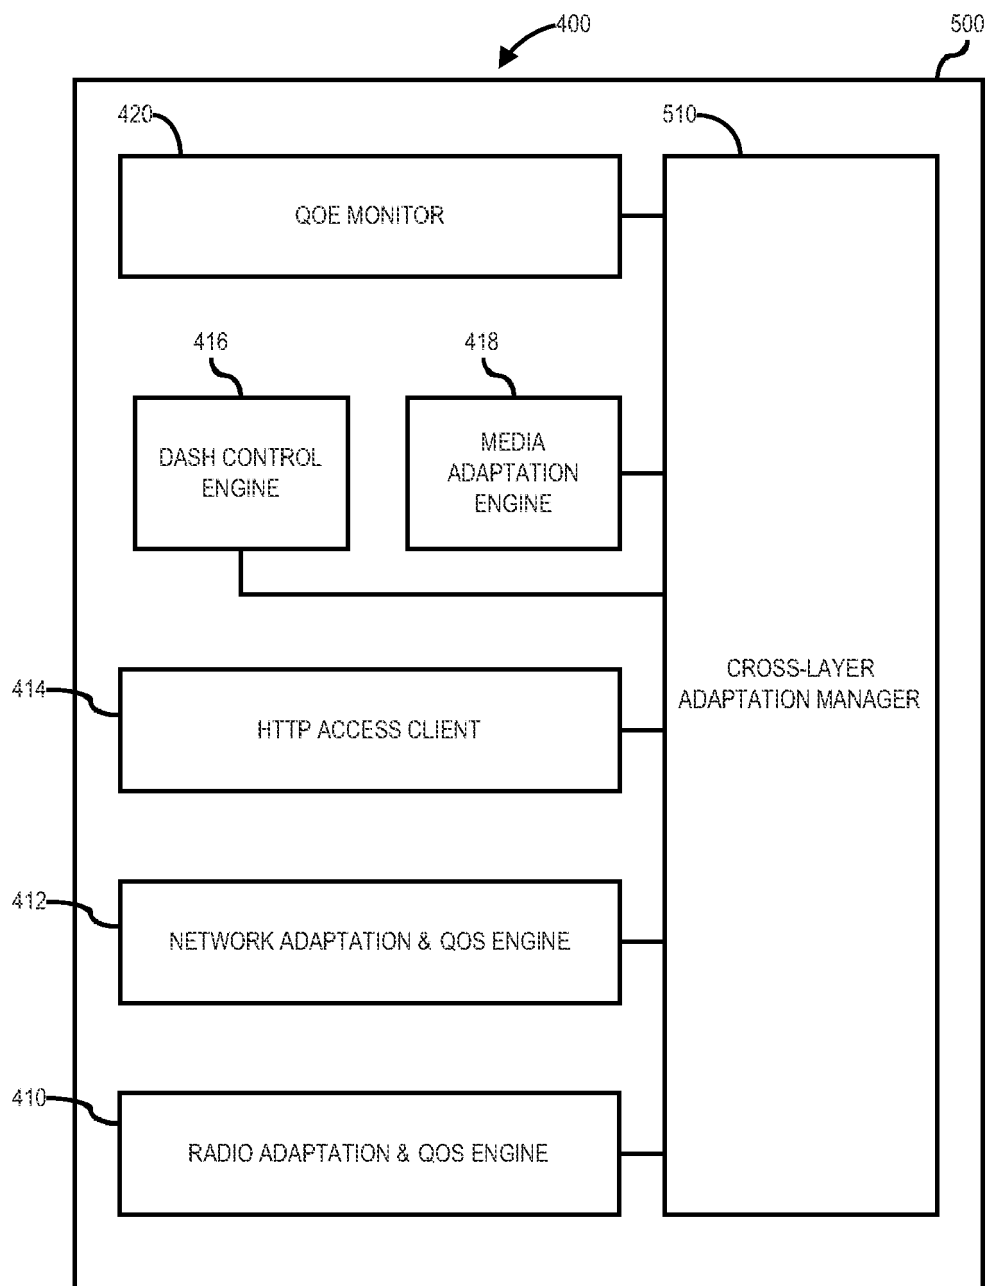 400
500
420
510
QOE MONITOR
416
418
DASH CONTROL
ENGINE
MEDIA
ADAPTATION
ENGINE
CROSS-LAYER
ADAPTATION MANAGER
414
HTTP ACCESS CLIENT
412
NETWORK ADAPTATION & QOS ENGINE
410
RADIO ADAPTATION & QOS ENGINE